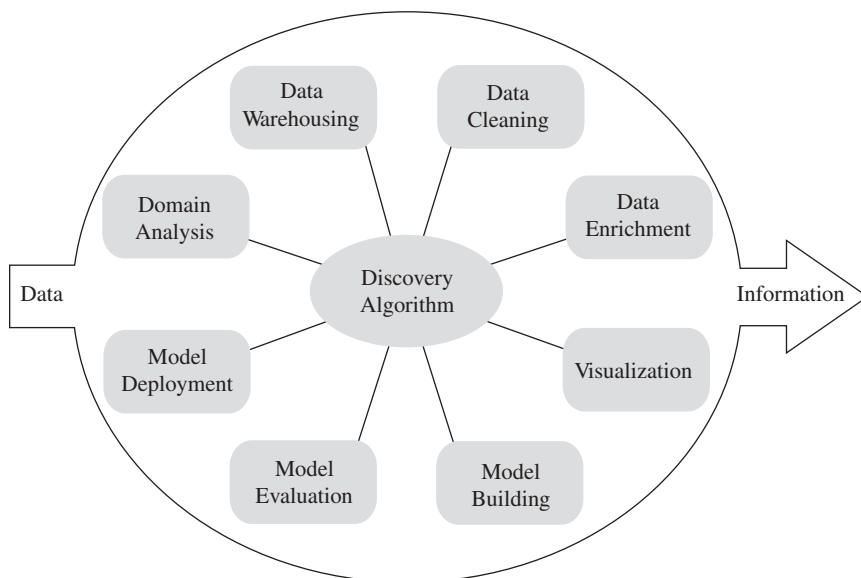 Data
Warehousing
Data
Cleaning
Domain
Analysis
Data
Enrichment
Discovery
Algorithm
Data
Information
Model
Deployment
Visualization
Model
Evaluation
Model
Building